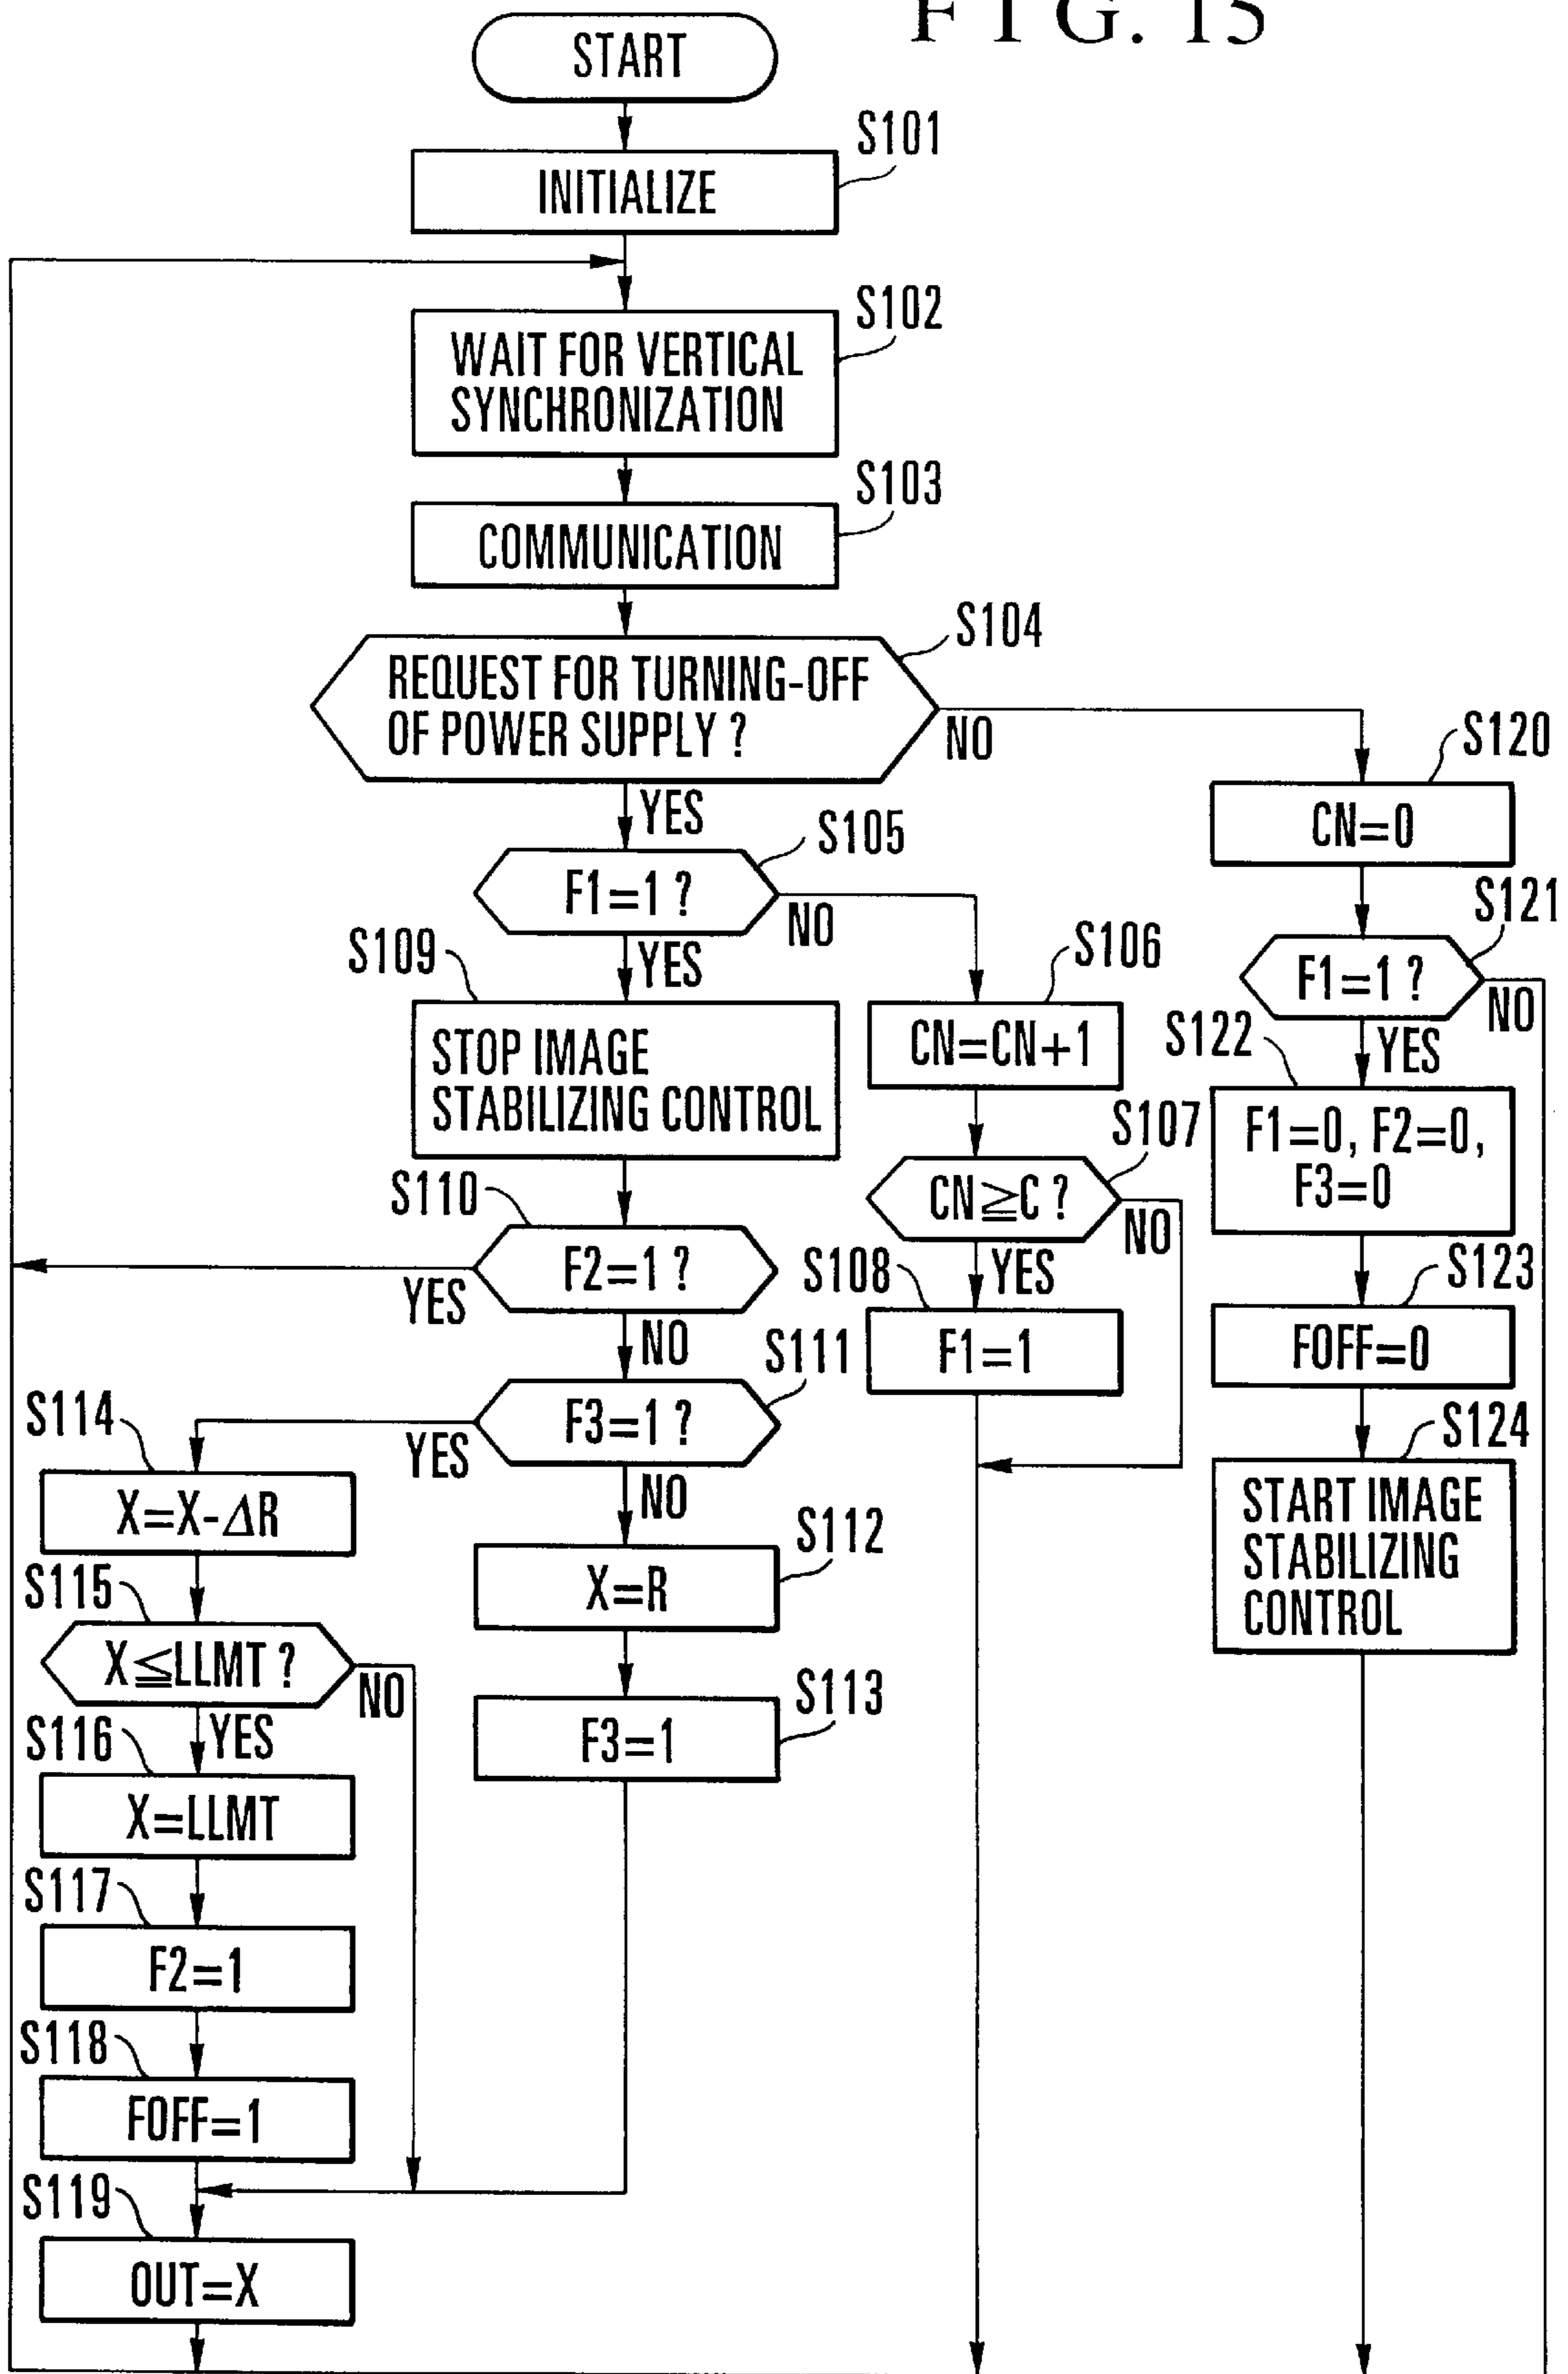 FIG. 15
START
S101
INITIALIZE
S102
WAIT FOR VERTICAL
SYNCHRONIZATION
S103
COMMUNICATION
S104
REQUEST FOR TURNING-OFF
OF POWER SUPPLY ?
NO
YES
S105
F1=1 ?
NO
YES
S109
STOP IMAGE
STABILIZING CONTROL
S110
F2=1 ?
YES
NO
S111
F3=1 ?
YES
NO
S112
X=R
S113
F3=1
S114
X=X-ΔR
S115
X≦LLMT ?
NO
YES
S116
X=LLMT
S117
F2=1
S118
FOFF=1
S119
OUT=X
S106
CN=CN+1
S107
CN≧C ?
NO
YES
S108
F1=1
S120
CN=0
S121
F1=1 ?
NO
YES
S122
F1=0, F2=0,
F3=0
S123
FOFF=0
S124
START IMAGE
STABILIZING
CONTROL